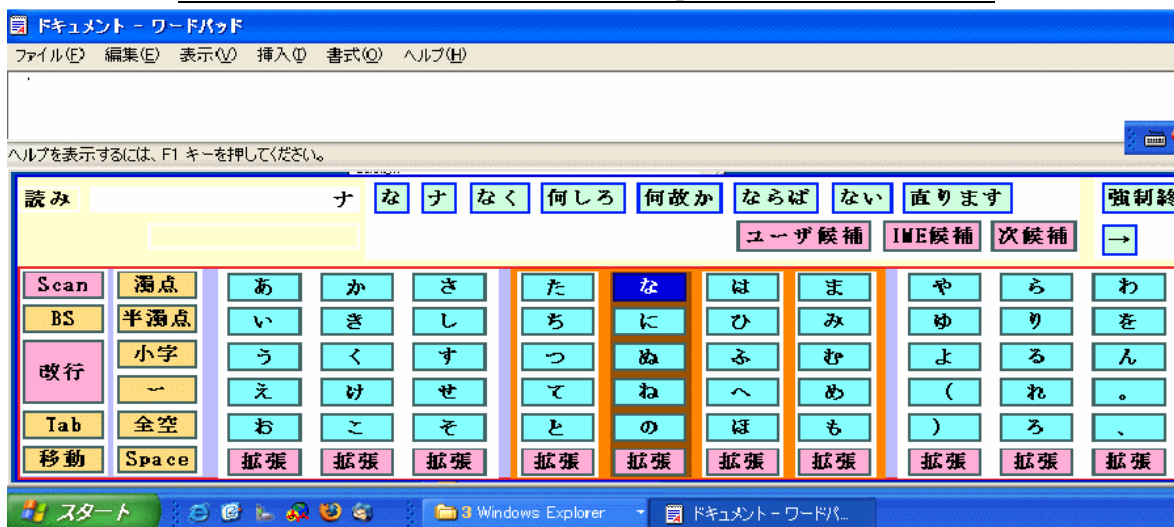 ドキュメント - ワードパッド
ファイル(F) 編集(E) 表示(V) 挿入(I) 書式(O) ヘルプ(H)
ヘルプを表示するには、F1 キーを押してください。
読み ナ な ナ なく 何しろ 何故か ならば ない 直ります 強制終
ユーザ候補 IME候補 次候補 →
Scan 濁点 あ か さ た な は ま や ら わ
BS 半濁点 い き し ち に ひ み ゆ り を
改行 小字 う く す つ ぬ ふ む よ る ん
ー え け せ て ね へ め ( れ 。
Tab 全空 お こ そ と の ほ も ) ろ 、
移動 Space 拡張 拡張 拡張 拡張 拡張 拡張 拡張 拡張 拡張 拡張
スタート 3 Windows Explorer ドキュメント - ワードパ...